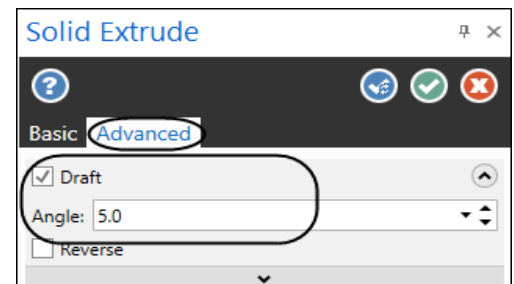 Solid Extrude
Basic Advanced
Draft
Angle: 5.0
Reverse